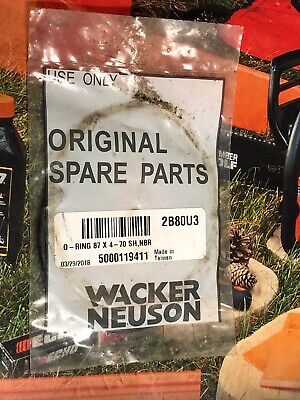 USE ONLY
ORIGINAL
SPARE PARTS
2B80U3
O-RING 87 X 4-70 SH,NBR
03/29/2018 5000119411 Made in
Taiwan
WACKER
NEUSON
ECHO